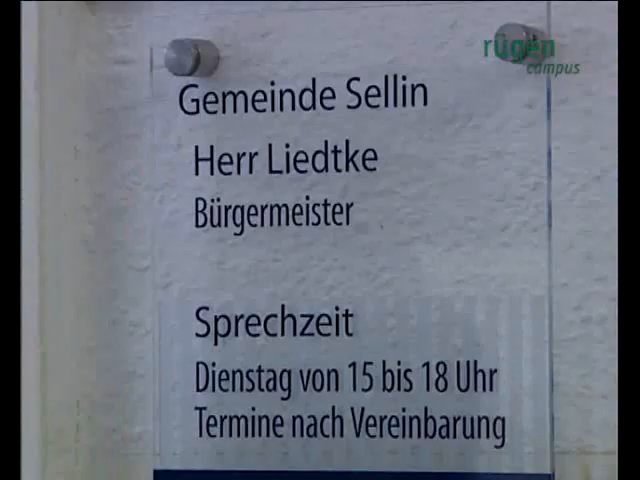 rügen
campus
Gemeinde Sellin
Herr Liedtke
Bürgermeister
Sprechzeit
Dienstag von 15 bis 18 Uhr
Termine nach Vereinbarung